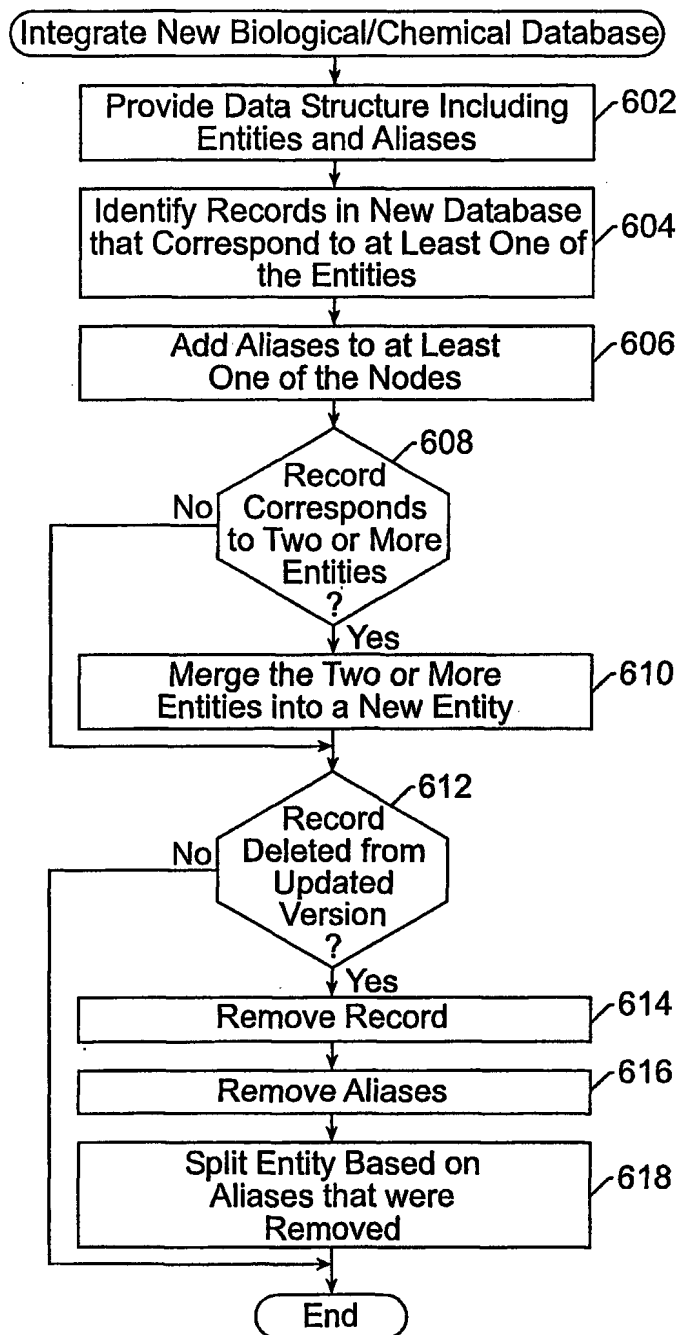 Integrate New Biological/Chemical Database
Provide Data Structure Including
Entities and Aliases
602
Identify Records in New Database
that Correspond to at Least One of
the Entities
604
Add Aliases to at Least
One of the Nodes
606
608
Record
Corresponds
to Two or More
Entities
?
No
Yes
Merge the Two or More
Entities into a New Entity
610
612
Record
Deleted from
Updated
Version
?
No
Yes
Remove Record
614
Remove Aliases
616
Split Entity Based on
Aliases that were
Removed
618
End